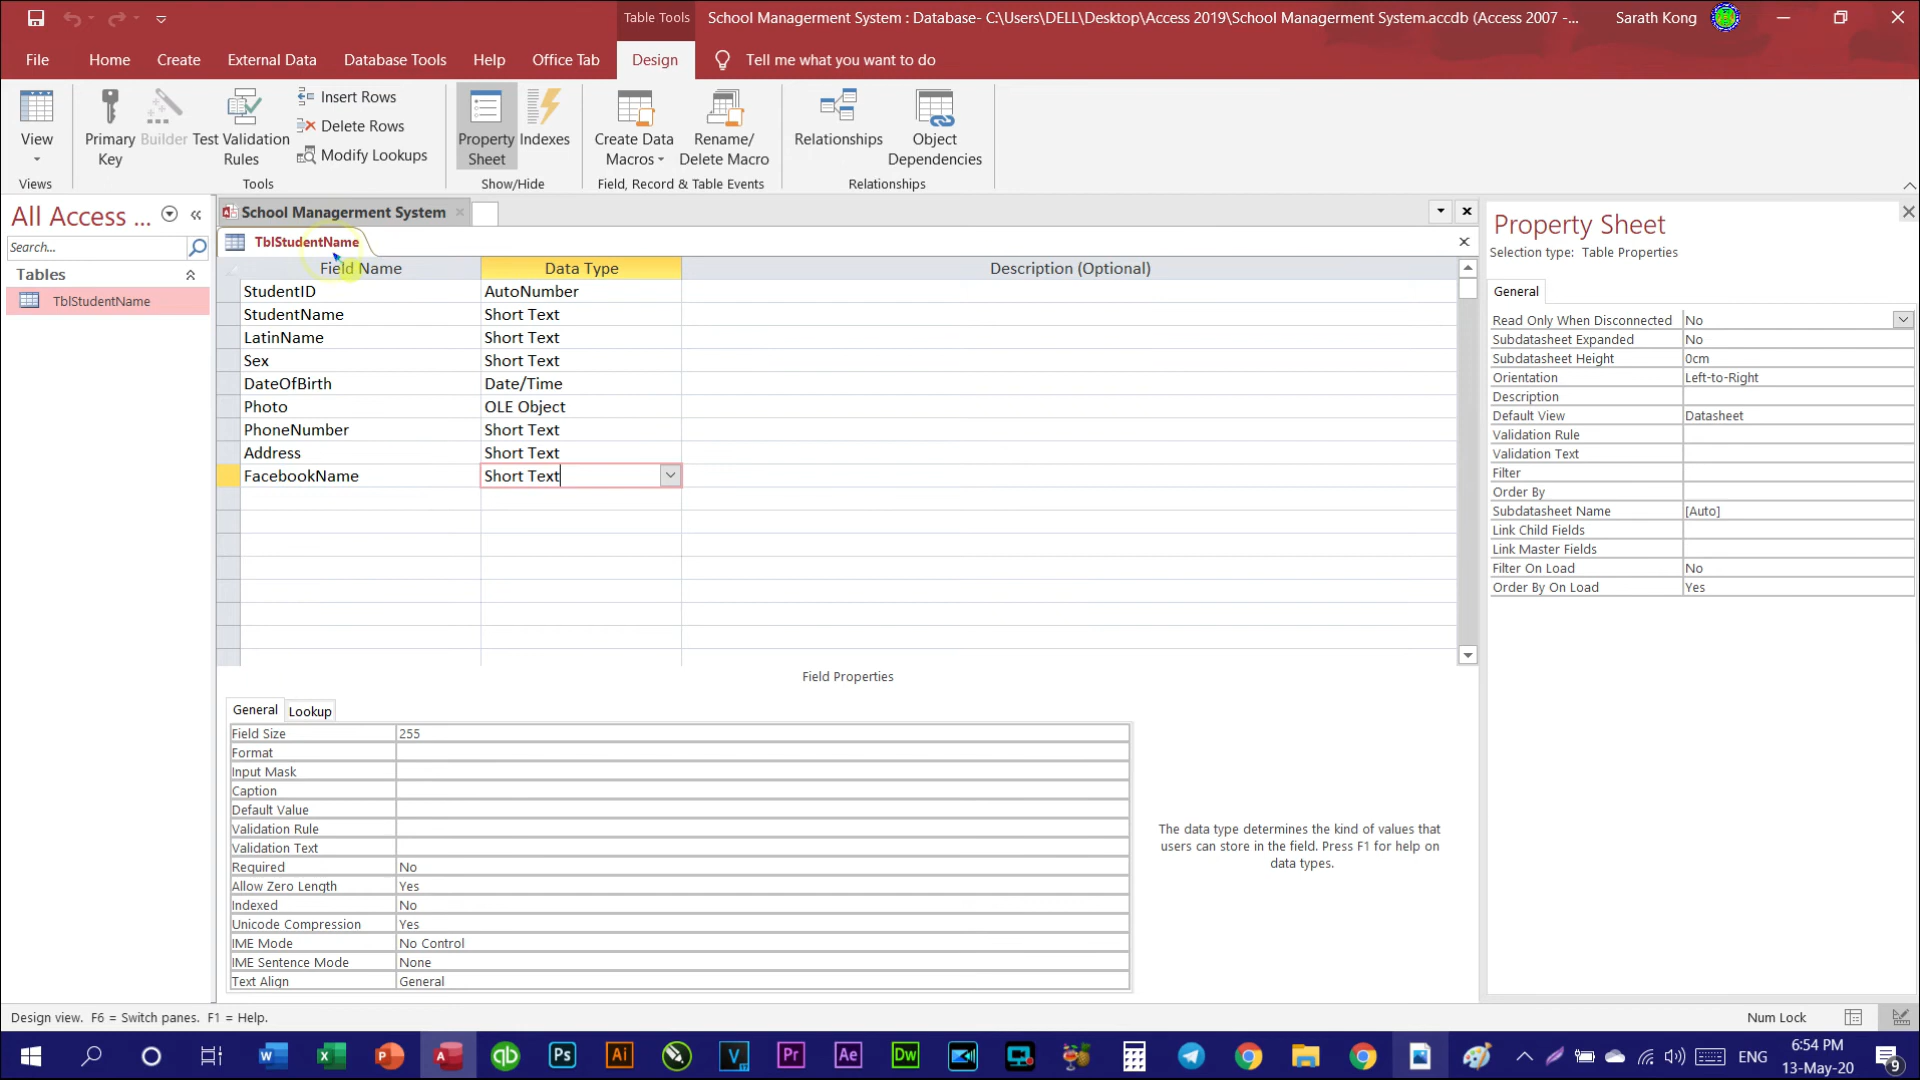 Table Tools
School Managerment System : Database- C:\Users\DELL\Desktop\Access 2019\School Managerment System.accdb (Access 2007 -...
Sarath Kong
File
Home
Create
External Data
Database Tools
Help
Office Tab
Design
Tell me what you want to do
View
Primary Key
Builder
Test Validation Rules
Insert Rows
Delete Rows
Modify Lookups
Property Sheet
Indexes
Create Data Macros
Rename/ Delete Macro
Relationships
Object Dependencies
Views
Tools
Show/Hide
Field, Record & Table Events
Relationships
All Access ...
Search...
Tables
TblStudentName
School Managerment System
TblStudentName
Field Name Data Type Description (Optional)
StudentID AutoNumber
StudentName Short Text
LatinName Short Text
Sex Short Text
DateOfBirth Date/Time
Photo OLE Object
PhoneNumber Short Text
Address Short Text
FacebookName Short Text
Field Properties
General Lookup
Field Size 255
Format
Input Mask
Caption
Default Value
Validation Rule
Validation Text
Required No
Allow Zero Length Yes
Indexed No
Unicode Compression Yes
IME Mode No Control
IME Sentence Mode None
Text Align General
The data type determines the kind of values that
users can store in the field. Press F1 for help on
data types.
Property Sheet
Selection type: Table Properties
General
Read Only When Disconnected No
Subdatasheet Expanded No
Subdatasheet Height 0cm
Orientation Left-to-Right
Description
Default View Datasheet
Validation Rule
Validation Text
Filter
Order By
Subdatasheet Name [Auto]
Link Child Fields
Link Master Fields
Filter On Load No
Order By On Load Yes
Design view. F6 = Switch panes. F1 = Help.
Num Lock
W X P A qb Ps Ai V Pr Ae Dw
ENG
6:54 PM
13-May-20
9